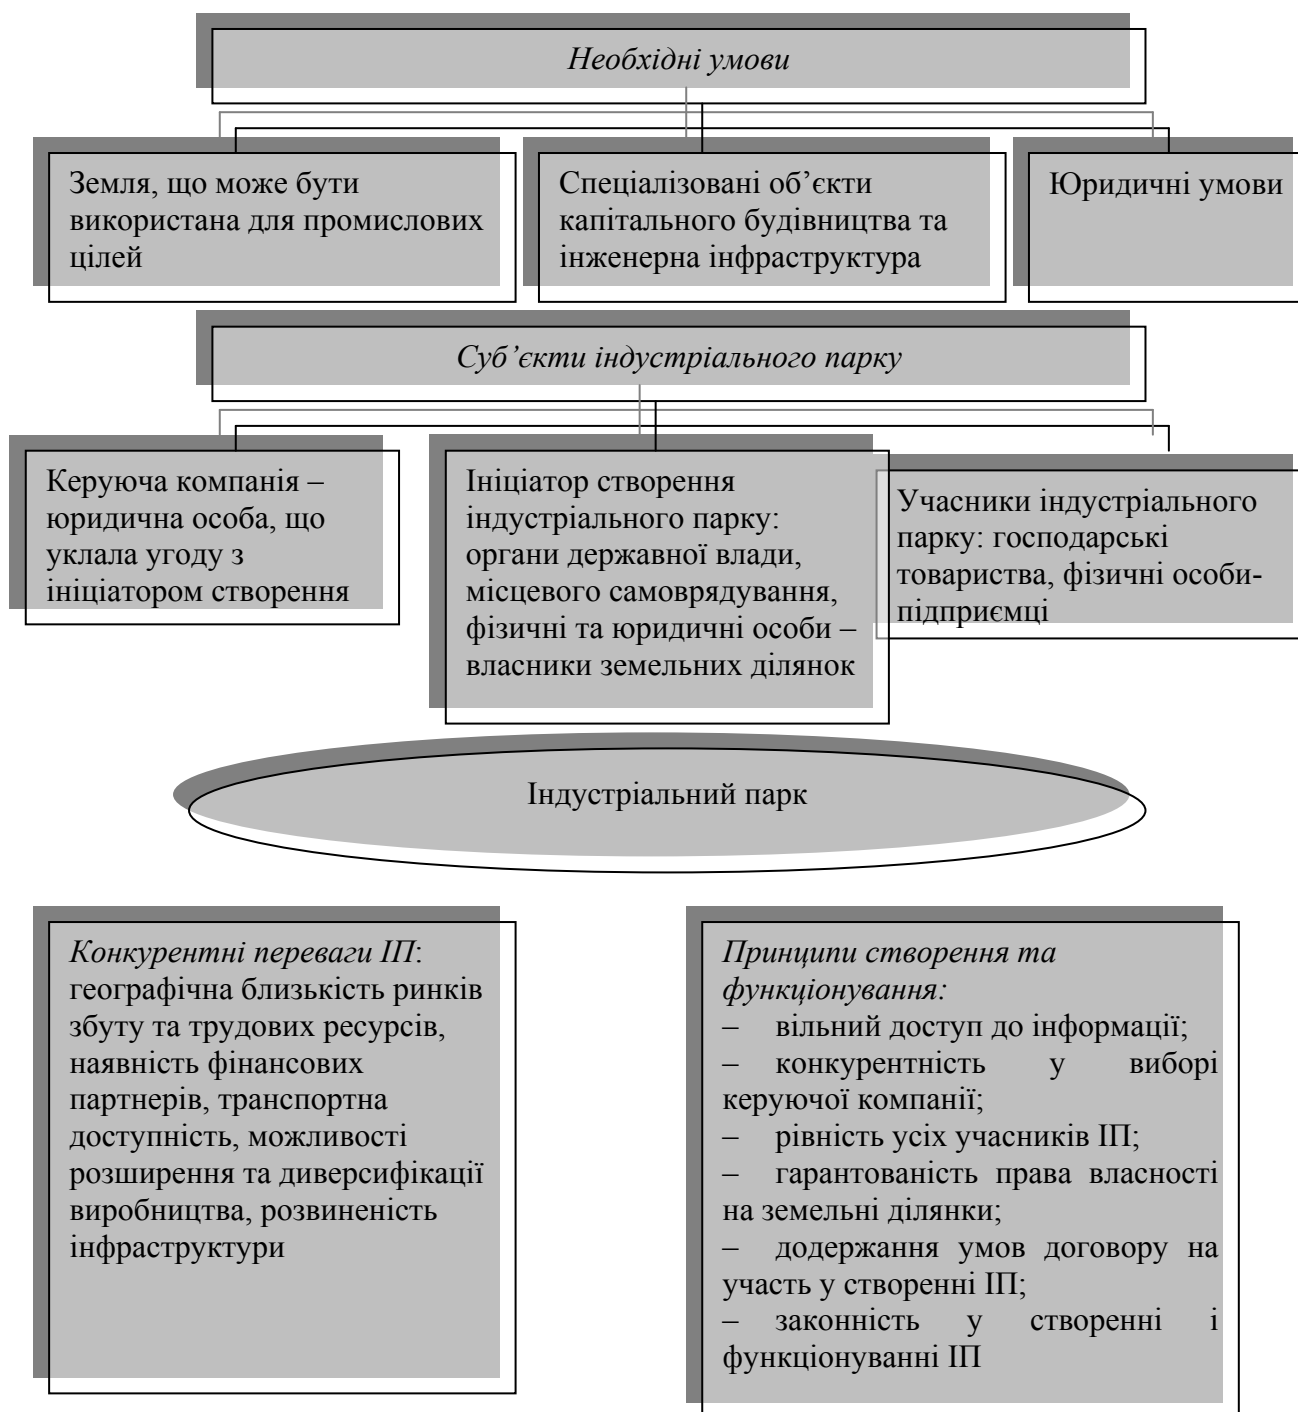 Необхідні умови
Земля, що може бути
використана для промислових
цілей
Спеціалізовані об’єкти
капітального будівництва та
інженерна інфраструктура
Юридичні умови
Суб’єкти індустріального парку
Керуюча компанія –
юридична особа, що
уклала угоду з
ініціатором створення
Ініціатор створення
індустріального парку:
органи державної влади,
місцевого самоврядування,
фізичні та юридичні особи –
власники земельних ділянок
Учасники індустріального
парку: господарські
товариства, фізичні особи-
підприємці
Індустріальний парк
Конкурентні переваги ІП:
географічна близькість ринків
збуту та трудових ресурсів,
наявність фінансових
партнерів, транспортна
доступність, можливості
розширення та диверсифікації
виробництва, розвиненість
інфраструктури
Принципи створення та
функціонування:
– вільний доступ до інформації;
– конкурентність у виборі
керуючої компанії;
– рівність усіх учасників ІП;
– гарантованість права власності
на земельні ділянки;
– додержання умов договору на
участь у створенні ІП;
– законність у створенні і
функціонуванні ІП